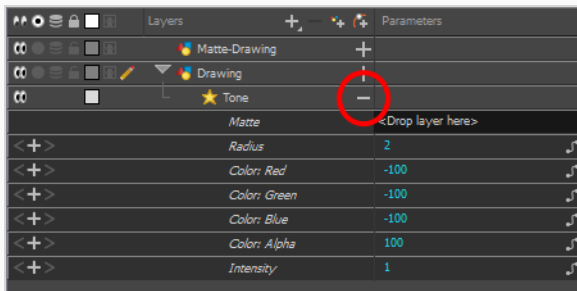 Layers Parameters
Matte-Drawing
Drawing
Tone
Matte <Drop layer here>
Radius 2
Color: Red -100
Color: Green -100
Color: Blue -100
Color: Alpha 100
Intensity 1